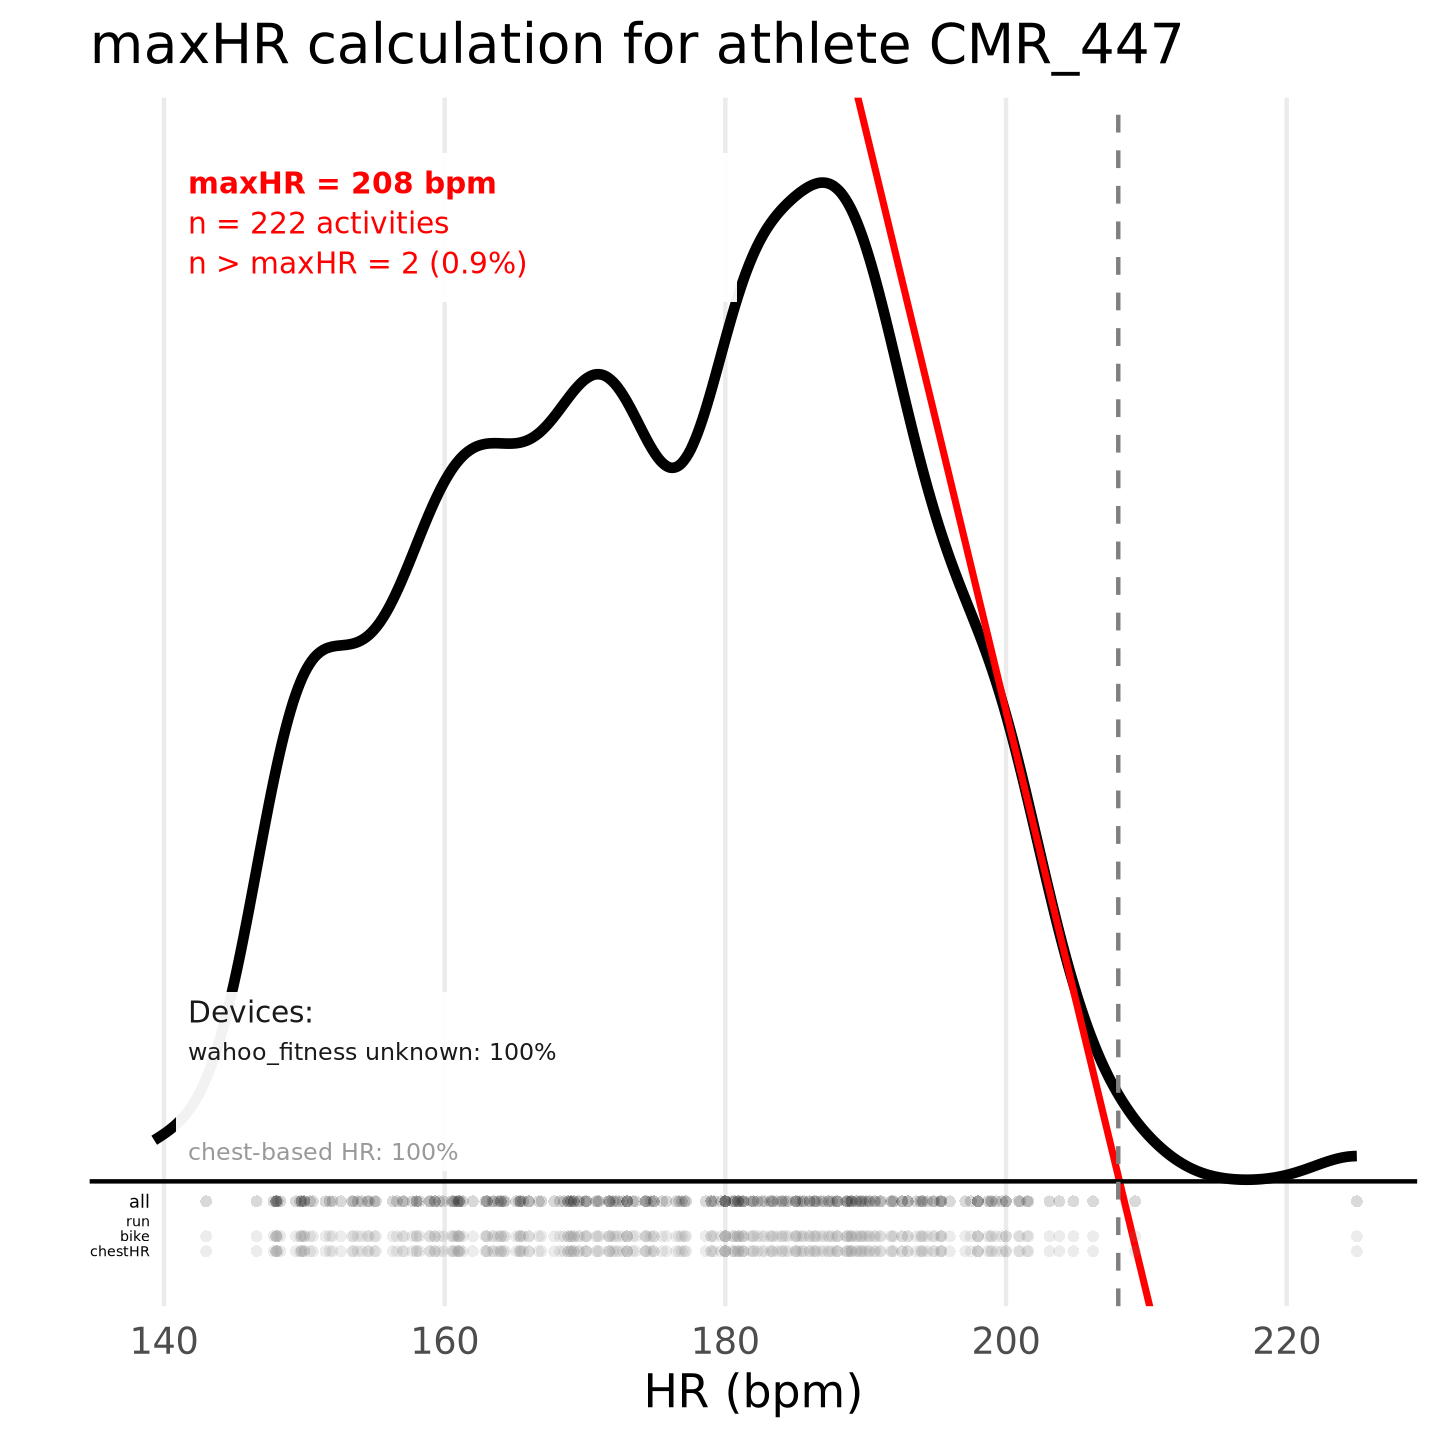 maxHR calculation for athlete CMR_447
maxHR = 208 bpm
n = 222 activities
n > maxHR = 2 (0.9%)
Devices:
wahoo_fitness unknown: 100%
chest-based HR: 100%
all
run
bike
chestHR
140 160 180 200 220
HR (bpm)